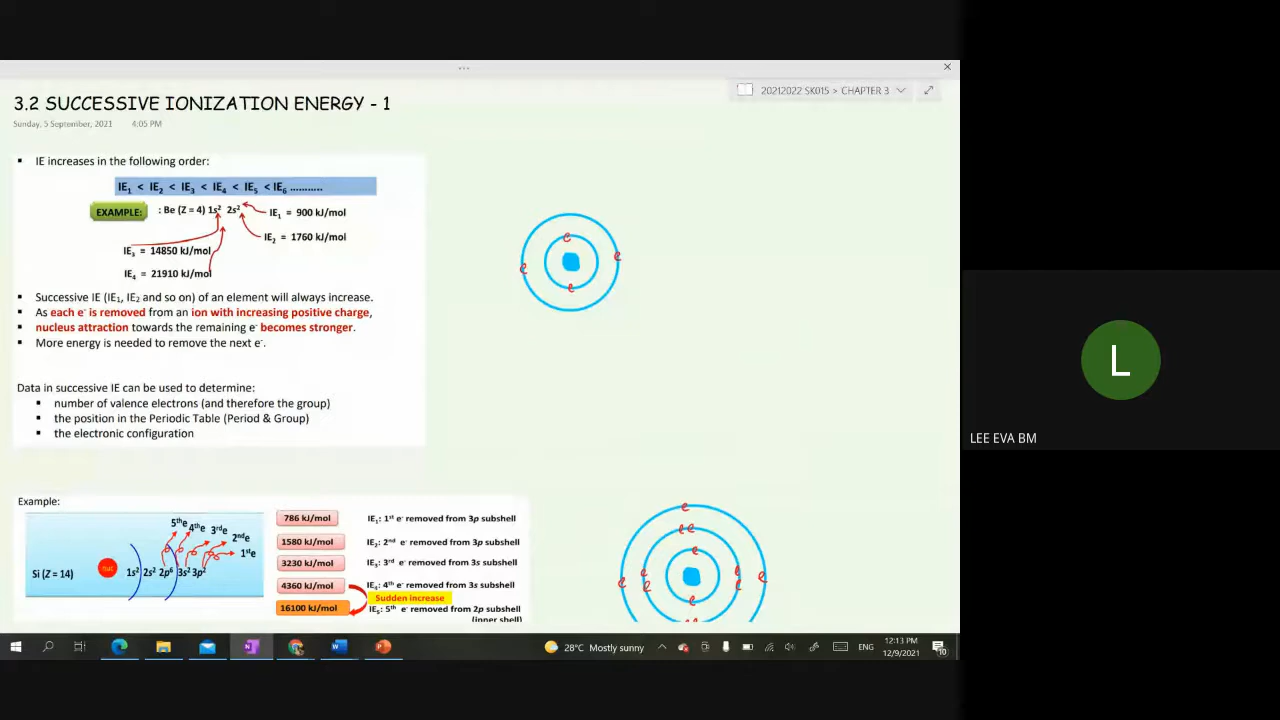 3.2 SUCCESSIVE IONIZATION ENERGY - 1
Sunday, 5 September, 2021 4:05 PM
20212022 SK015 > CHAPTER 3
▪ IE increases in the following order:
IE₁ < IE₂ < IE₃ < IE₄ < IE₅ < IE₆ ...........
EXAMPLE: : Be (Z = 4) 1s² 2s²
IE₁ = 900 kJ/mol
IE₂ = 1760 kJ/mol
IE₃ = 14850 kJ/mol
IE₄ = 21910 kJ/mol
▪ Successive IE (IE₁, IE₂ and so on) of an element will always increase.
▪ As each e⁻ is removed from an ion with increasing positive charge,
▪ nucleus attraction towards the remaining e⁻ becomes stronger.
▪ More energy is needed to remove the next e⁻.
Data in successive IE can be used to determine:
▪ number of valence electrons (and therefore the group)
▪ the position in the Periodic Table (Period & Group)
▪ the electronic configuration
e
e e
e
Example:
5ᵗʰe 4ᵗʰe 3ʳᵈe
2ⁿᵈe
1ˢᵗe
Si (Z = 14) nuc 1s² 2s² 2p⁶ 3s² 3p²
786 kJ/mol IE₁: 1ˢᵗ e⁻ removed from 3p subshell
1580 kJ/mol IE₂: 2ⁿᵈ e⁻ removed from 3p subshell
3230 kJ/mol IE₃: 3ʳᵈ e⁻ removed from 3s subshell
4360 kJ/mol IE₄: 4ᵗʰ e⁻ removed from 3s subshell
Sudden increase
16100 kJ/mol IE₅: 5ᵗʰ e⁻ removed from 2p subshell
(inner shell)
e
e e
e
e e
e e e e
e
L
LEE EVA BM
28°C Mostly sunny ENG
12:13 PM
12/9/2021
10